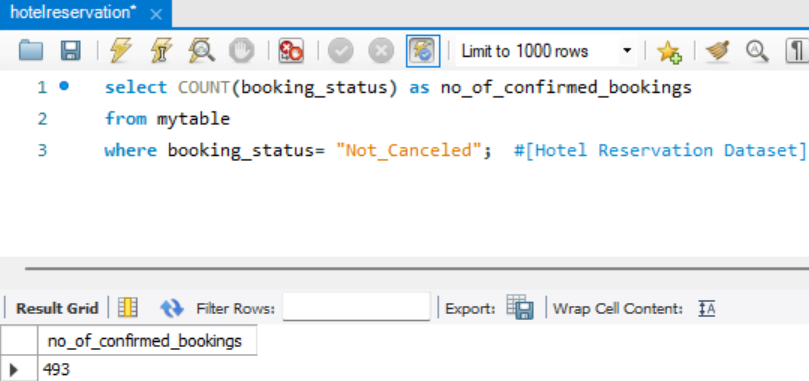 hotelreservation*
Limit to 1000 rows
1 select COUNT(booking_status) as no_of_confirmed_bookings
2 from mytable
3 where booking_status= "Not_Canceled"; #[Hotel Reservation Dataset]
Result Grid Filter Rows: Export: Wrap Cell Content:
no_of_confirmed_bookings
493